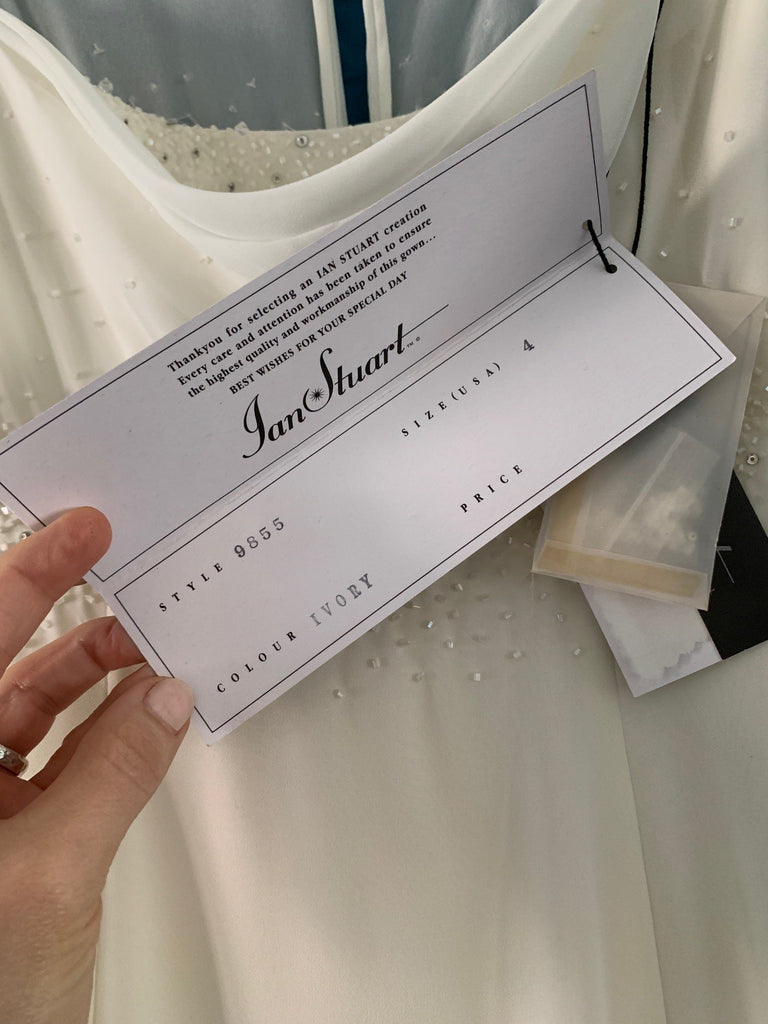 Thankyou for selecting an IAN STUART creation
Every care and attention has been taken to ensure
the highest quality and workmanship of this gown...
BEST WISHES FOR YOUR SPECIAL DAY
Ian Stuart ™ ©
SIZE (USA) 4
STYLE 9855
PRICE
COLOUR IVORY